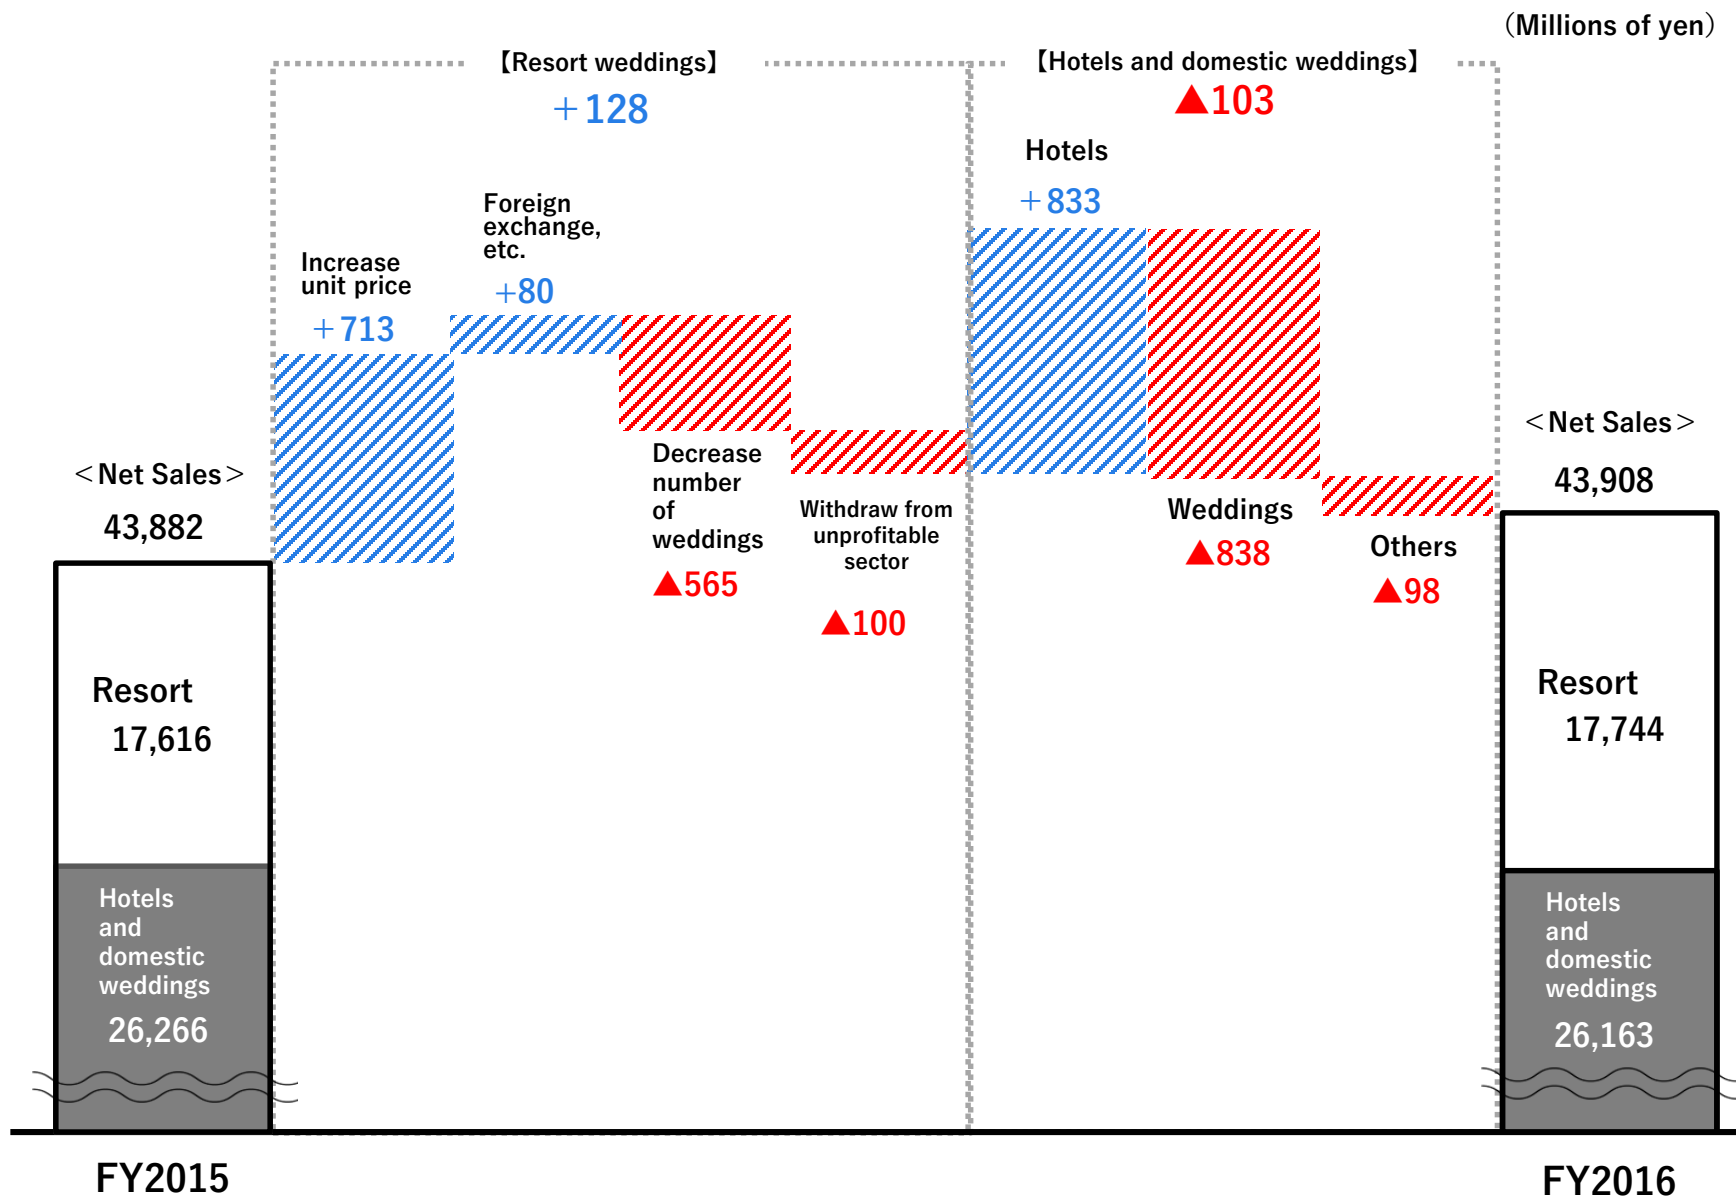 （Millions of yen）
【Resort weddings】
＋128
【Hotels and domestic weddings】
▲103
Hotels
＋833
Foreign
exchange,
etc.
+80
Increase
unit price
＋713
Decrease
number
of
weddings
▲565
Withdraw from
unprofitable
sector
▲100
Weddings
▲838
Others
▲98
＜Net Sales＞
43,882
Resort
17,616
Hotels
and
domestic
weddings
26,266
FY2015
＜Net Sales＞
43,908
Resort
17,744
Hotels
and
domestic
weddings
26,163
FY2016